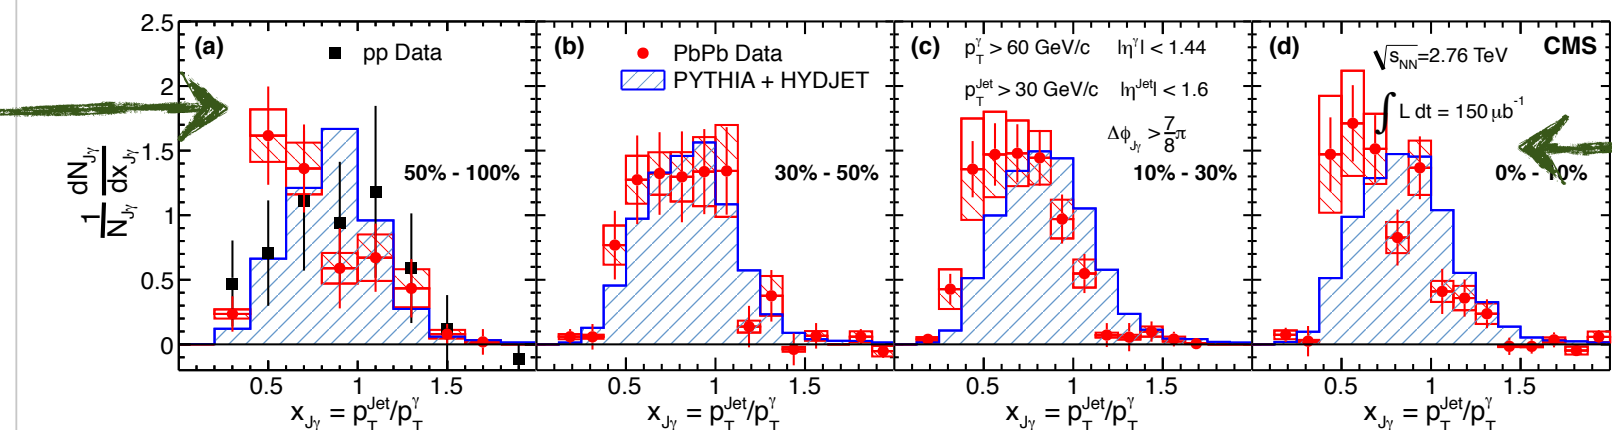 2.5
2
1.5
1
0.5
0
1/N_Jγ dN_Jγ/dx_Jγ
(a)
pp Data
50% - 100%
0.5 1 1.5
x_Jγ = p_T^Jet/p_T^γ
(b)
PbPb Data
PYTHIA + HYDJET
30% - 50%
0.5 1 1.5
x_Jγ = p_T^Jet/p_T^γ
(c)
p_T^γ > 60 GeV/c |η^γ| < 1.44
p_T^Jet > 30 GeV/c |η^Jet| < 1.6
Δϕ_Jγ > 7/8 π
10% - 30%
0.5 1 1.5
x_Jγ = p_T^Jet/p_T^γ
(d)
CMS
√s_NN=2.76 TeV
∫ L dt = 150 μb^-1
0% - 10%
0.5 1 1.5
x_Jγ = p_T^Jet/p_T^γ